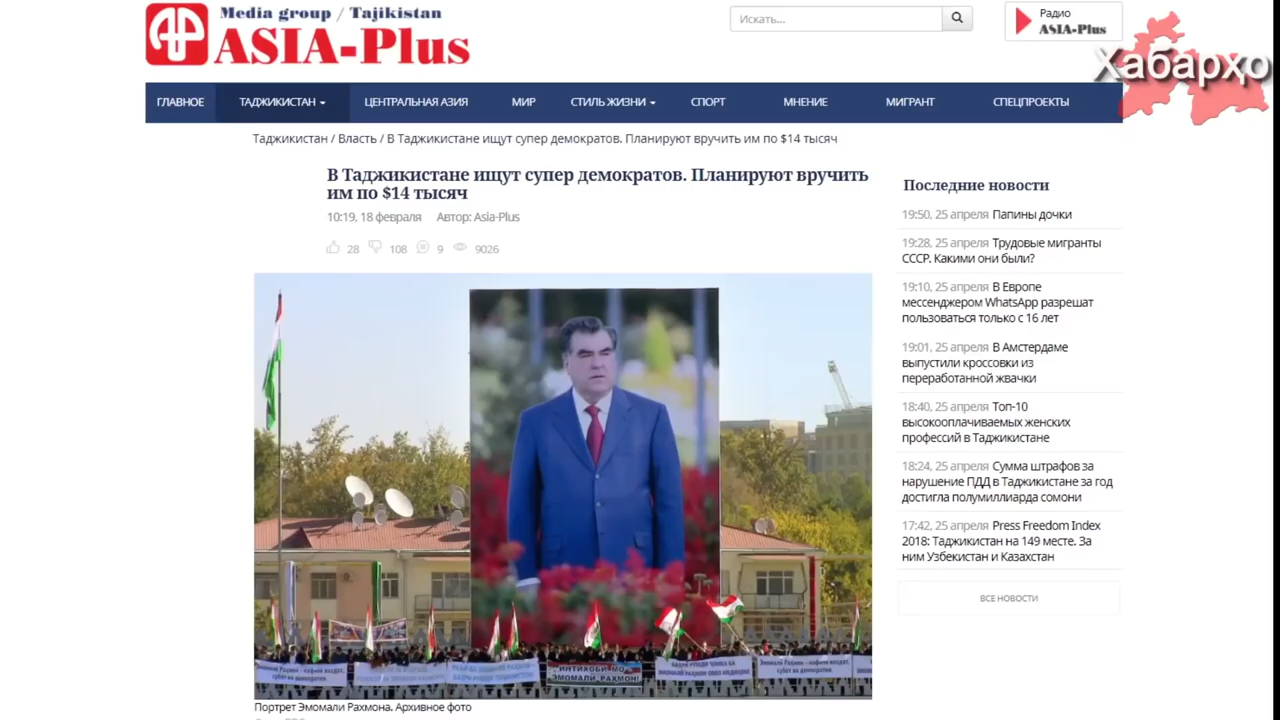 Media group / Tajikistan
ASIA-Plus
Искать...
Радио
ASIA-Plus
Хабарҳо
ГЛАВНОЕ ТАДЖИКИСТАН ЦЕНТРАЛЬНАЯ АЗИЯ МИР СТИЛЬ ЖИЗНИ СПОРТ МНЕНИЕ МИГРАНТ СПЕЦПРОЕКТЫ
Таджикистан / Власть / В Таджикистане ищут супер демократов. Планируют вручить им по $14 тысяч
В Таджикистане ищут супер демократов. Планируют вручить
им по $14 тысяч
10:19, 18 февраля Автор: Asia-Plus
28 108 9 9026
ИНТИХОБИ МО
ЭМОМАЛӢ РАҲМОН!
Портрет Эмомали Рахмона. Архивное фото
Последние новости
19:50, 25 апреля Папины дочки
19:28, 25 апреля Трудовые мигранты
СССР. Какими они были?
19:10, 25 апреля В Европе
мессенджером WhatsApp разрешат
пользоваться только с 16 лет
19:01, 25 апреля В Амстердаме
выпустили кроссовки из
переработанной жвачки
18:40, 25 апреля Топ-10
высокооплачиваемых женских
профессий в Таджикистане
18:24, 25 апреля Сумма штрафов за
нарушение ПДД в Таджикистане за год
достигла полумиллиарда сомони
17:42, 25 апреля Press Freedom Index
2018: Таджикистан на 149 месте. За
ним Узбекистан и Казахстан
ВСЕ НОВОСТИ